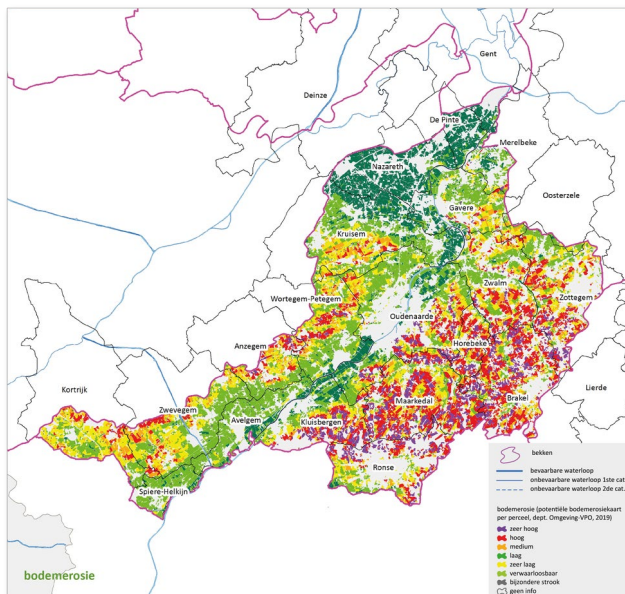 Gent
Deinze
De Pinte
Merelbeke
Nazareth
Oosterzele
Gavere
Kruisem
Zwalm
Wortegem-Petegem
Zottegem
Oudenaarde
Anzegem
Horebeke
Kortrijk
Lierde
Zwevegem
Maarkedal
Brakel
Avelgem
Kluisbergen
Ronse
Spiere-Helkijn
bekken
bevaarbare waterloop
onbevaarbare waterloop 1ste cat.
onbevaarbare waterloop 2de cat.
bodemerosie (potentiële bodemerosiekaart
per perceel, dept. Omgeving-VPO, 2019)
zeer hoog
hoog
medium
laag
zeer laag
verwaarloosbaar
bijzondere strook
geen info
bodemerosie